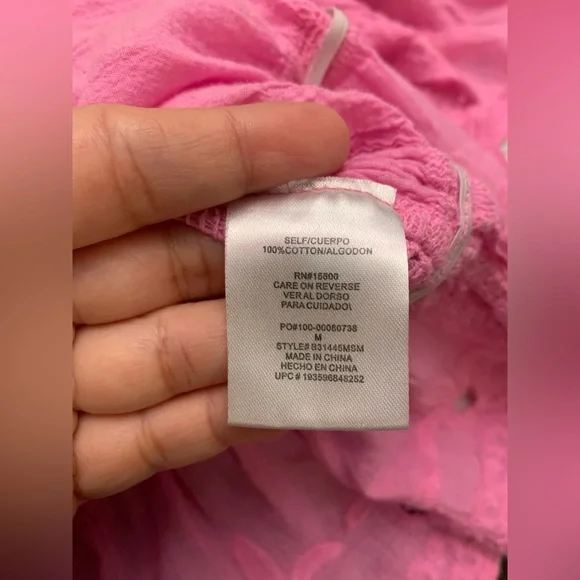 SELF/CUERPO
100%COTTON/ALGODON
RN#15800
CARE ON REVERSE
VER AL DORSO
PARA CUIDADO\
PO#100-00080738
M
STYLE# B31445MSM
MADE IN CHINA
HECHO EN CHINA
UPC # 193596848252